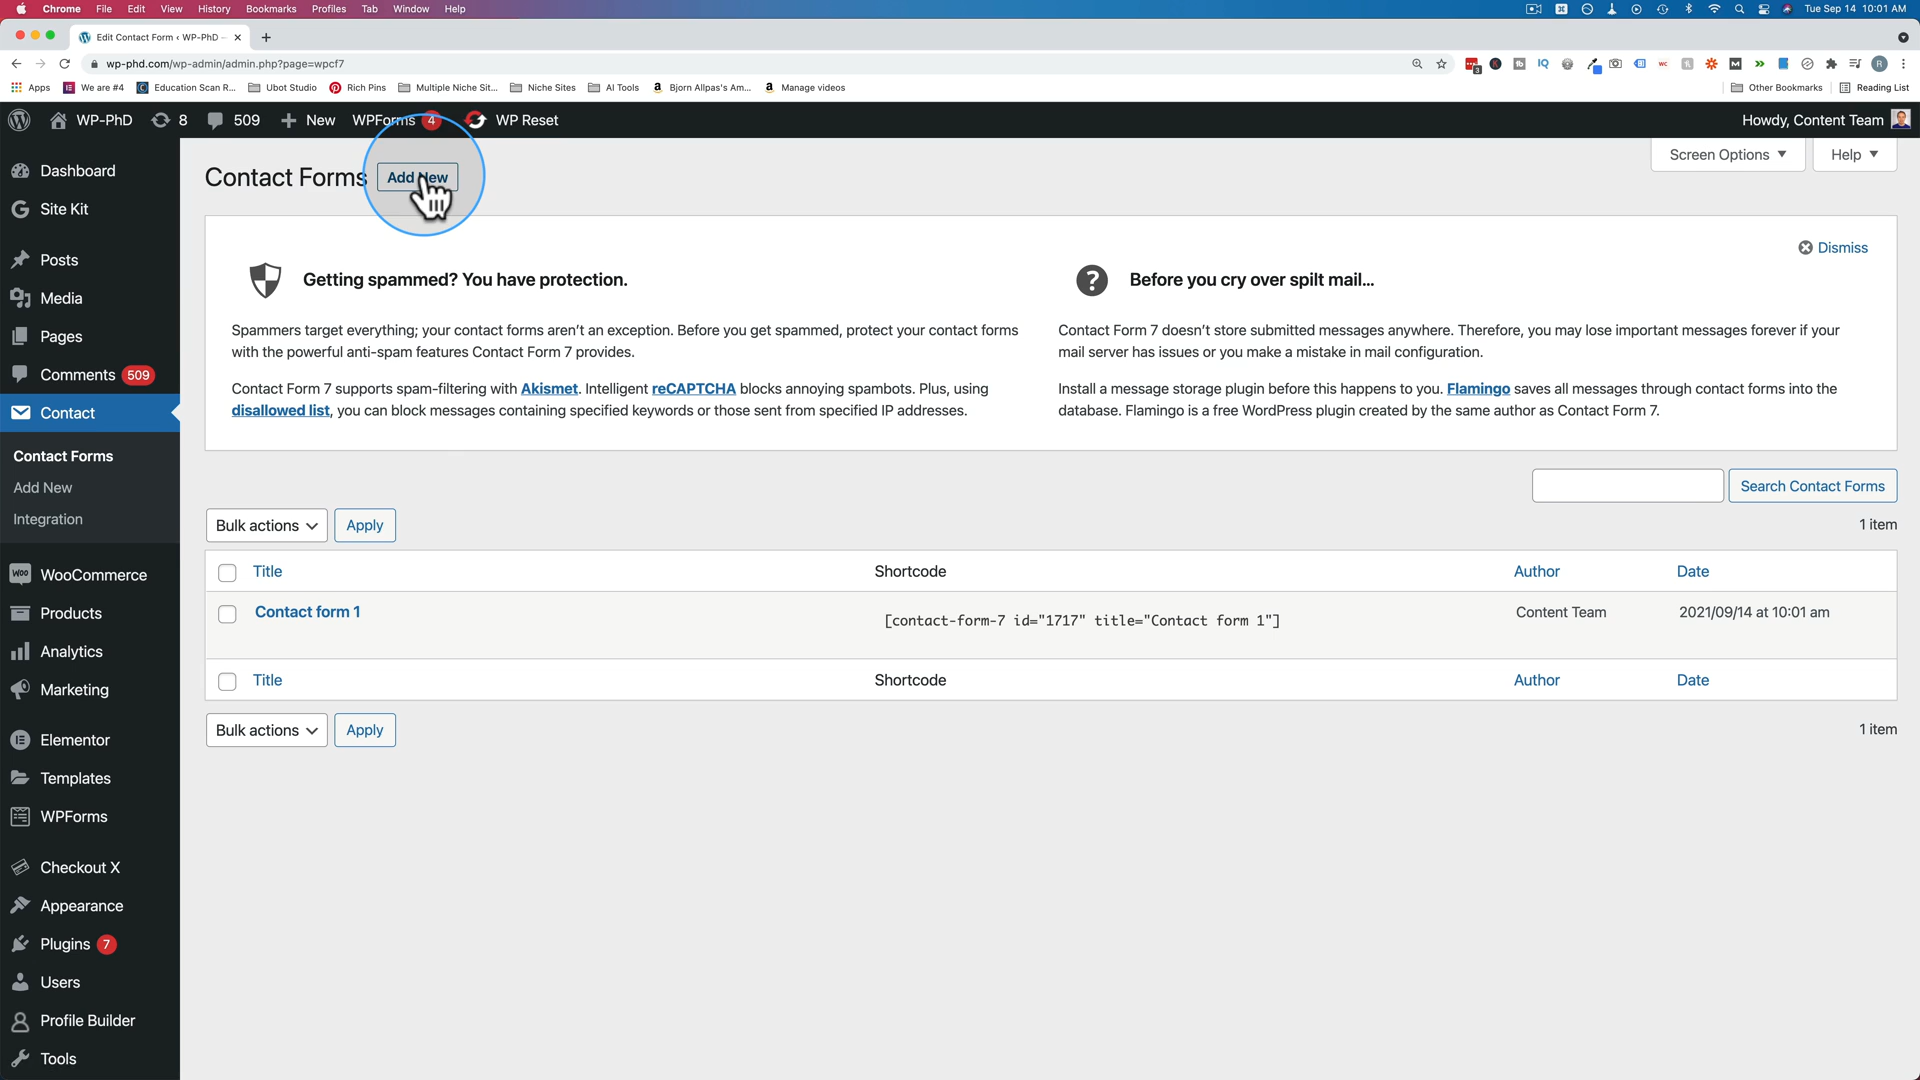 Chrome File Edit View History Bookmarks Profiles Tab Window Help Tue Sep 14 10:01 AM
Edit Contact Form ‹ WP-PhD –
wp-phd.com/wp-admin/admin.php?page=wpcf7
Apps We are #4 Education Scan R... Ubot Studio Rich Pins Multiple Niche Sit... Niche Sites AI Tools Bjorn Allpas's Am... Manage videos Other Bookmarks Reading List
WP-PhD 8 509 New WPForms 4 WP Reset Howdy, Content Team
Screen Options Help
Contact Forms Add New
Dismiss
Getting spammed? You have protection.
Spammers target everything; your contact forms aren't an exception. Before you get spammed, protect your contact forms
with the powerful anti-spam features Contact Form 7 provides.
Contact Form 7 supports spam-filtering with Akismet. Intelligent reCAPTCHA blocks annoying spambots. Plus, using
disallowed list, you can block messages containing specified keywords or those sent from specified IP addresses.
Before you cry over spilt mail...
Contact Form 7 doesn't store submitted messages anywhere. Therefore, you may lose important messages forever if your
mail server has issues or you make a mistake in mail configuration.
Install a message storage plugin before this happens to you. Flamingo saves all messages through contact forms into the
database. Flamingo is a free WordPress plugin created by the same author as Contact Form 7.
Search Contact Forms
Bulk actions Apply 1 item
Title Shortcode Author Date
Contact form 1 [contact-form-7 id="1717" title="Contact form 1"] Content Team 2021/09/14 at 10:01 am
Title Shortcode Author Date
Bulk actions Apply 1 item
Dashboard
Site Kit
Posts
Media
Pages
Comments 509
Contact
Contact Forms
Add New
Integration
WooCommerce
Products
Analytics
Marketing
Elementor
Templates
WPForms
Checkout X
Appearance
Plugins 7
Users
Profile Builder
Tools